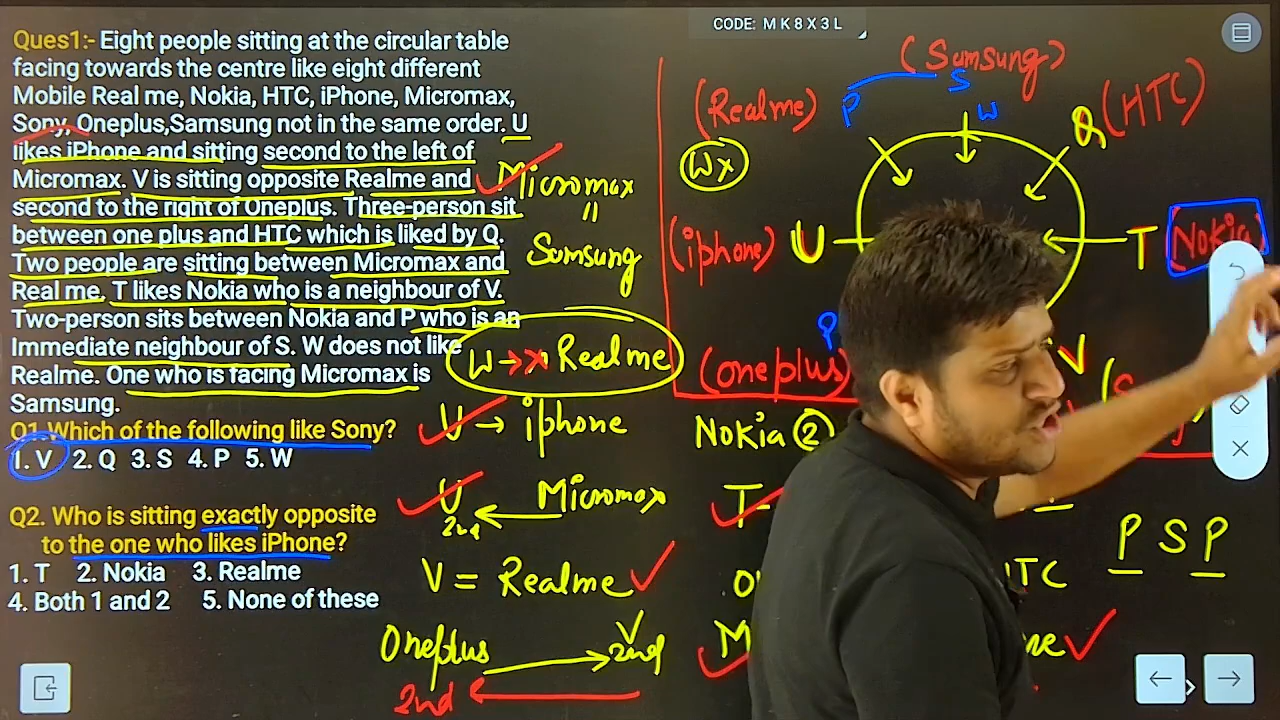 CODE: MK8X3L
Ques1:- Eight people sitting at the circular table
facing towards the centre like eight different
Mobile Real me, Nokia, HTC, iPhone, Micromax,
Sony, Oneplus,Samsung not in the same order. U
likes iPhone and sitting second to the left of
Micromax. V is sitting opposite Realme and
second to the right of Oneplus. Three-person sit
between one plus and HTC which is liked by Q.
Two people are sitting between Micromax and
Real me. T likes Nokia who is a neighbour of V.
Two-person sits between Nokia and P who is an
Immediate neighbour of S. W does not like
Realme. One who is facing Micromax is
Samsung.
Q1.Which of the following like Sony?
1. V 2. Q 3. S 4. P 5. W
Q2. Who is sitting exactly opposite
to the one who likes iPhone?
1. T 2. Nokia 3. Realme
4. Both 1 and 2 5. None of these
Micromax
=
Samsung
W → x Realme
U → iphone
U ← Micromax
2nd
V = Realme
Oneplus → V 2nd
2nd
(Samsung)
S
(Realme) P
W
Q (HTC)
Wx
(iphone) U
T (Nokia)
(oneplus)
V
Nokia 2
T
P S P